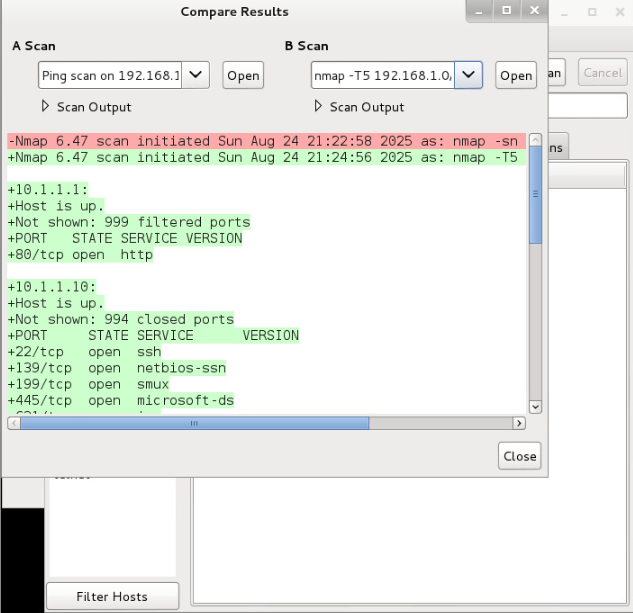 Compare Results
A Scan
B Scan
Ping scan on 192.168.1
Open
nmap -T5 192.168.1.0/
Open
an
Cancel
Scan Output
Scan Output
-Nmap 6.47 scan initiated Sun Aug 24 21:22:58 2025 as: nmap -sn
+Nmap 6.47 scan initiated Sun Aug 24 21:24:56 2025 as: nmap -T5
ns
+10.1.1.1:
+Host is up.
+Not shown: 999 filtered ports
+PORT   STATE SERVICE VERSION
+80/tcp open  http
+10.1.1.10:
+Host is up.
+Not shown: 994 closed ports
+PORT     STATE SERVICE      VERSION
+22/tcp   open  ssh
+139/tcp  open  netbios-ssn
+199/tcp  open  smux
+445/tcp  open  microsoft-ds
Close
Filter Hosts